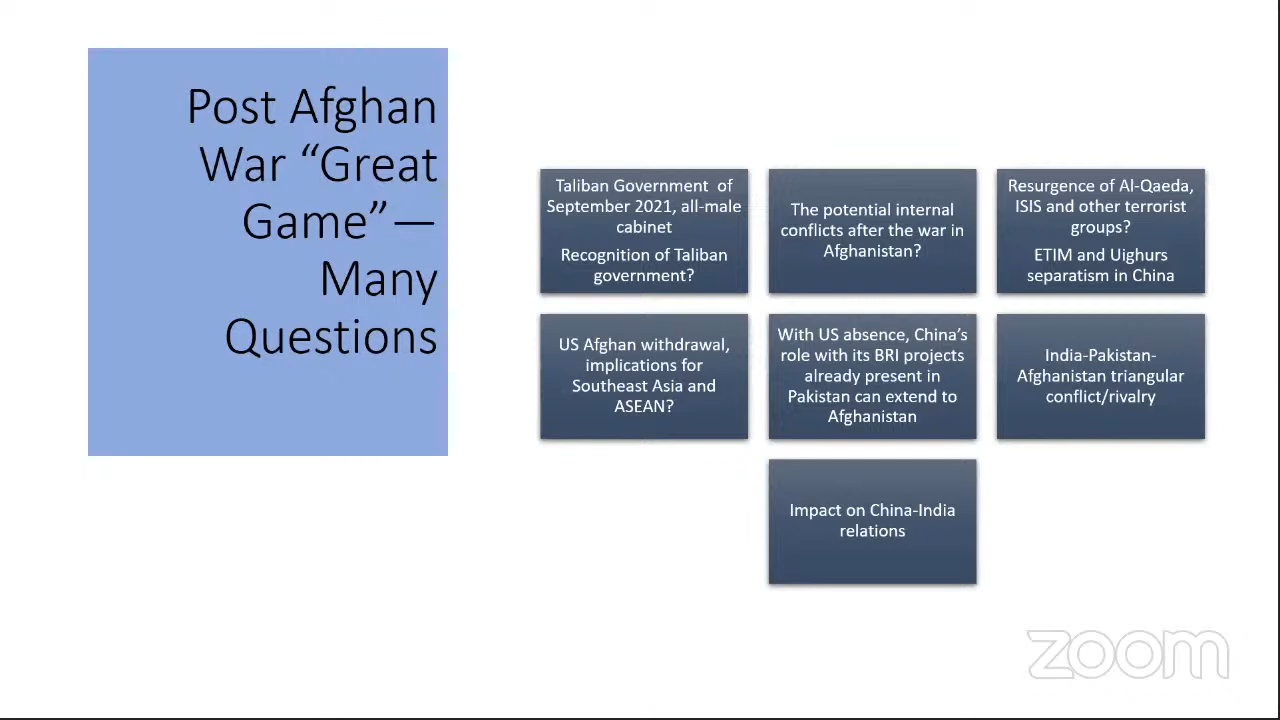 Post Afghan
War “Great
Game”—
Many
Questions
Taliban Government of
September 2021, all-male
cabinet
Recognition of Taliban
government?
The potential internal
conflicts after the war in
Afghanistan?
Resurgence of Al-Qaeda,
ISIS and other terrorist
groups?
ETIM and Uighurs
separatism in China
US Afghan withdrawal,
implications for
Southeast Asia and
ASEAN?
With US absence, China’s
role with its BRI projects
already present in
Pakistan can extend to
Afghanistan
India-Pakistan-
Afghanistan triangular
conflict/rivalry
Impact on China-India
relations
zoom